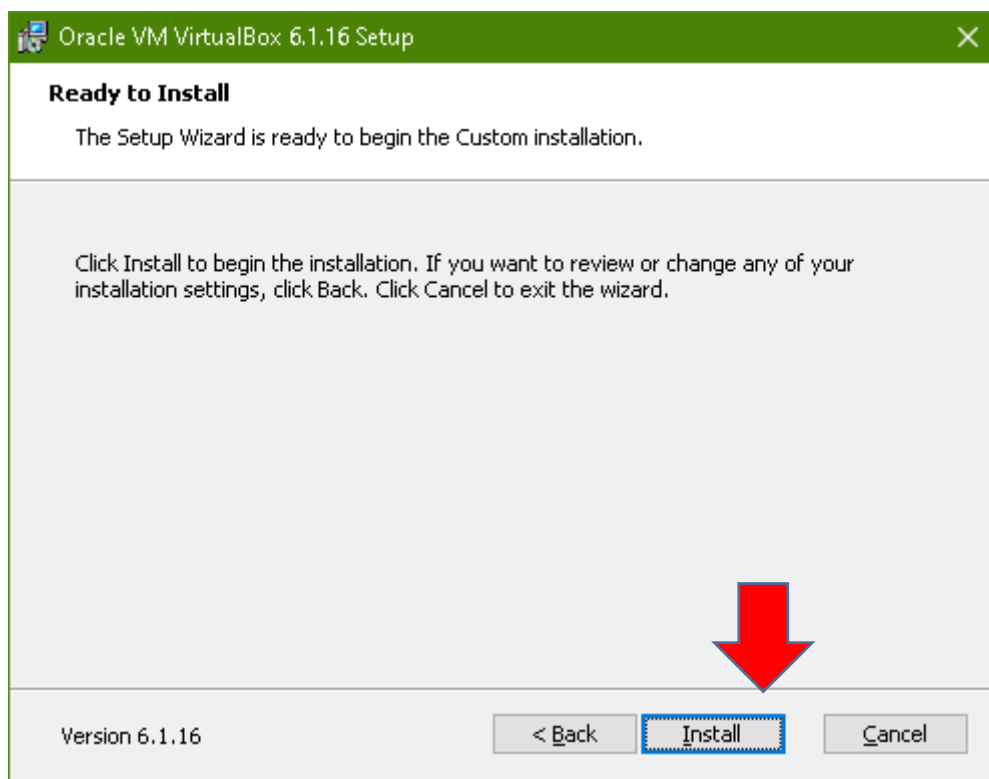 Oracle VM VirtualBox 6.1.16 Setup
Ready to Install
The Setup Wizard is ready to begin the Custom installation.
Click Install to begin the installation. If you want to review or change any of your
installation settings, click Back. Click Cancel to exit the wizard.
Version 6.1.16
< Back
Install
Cancel